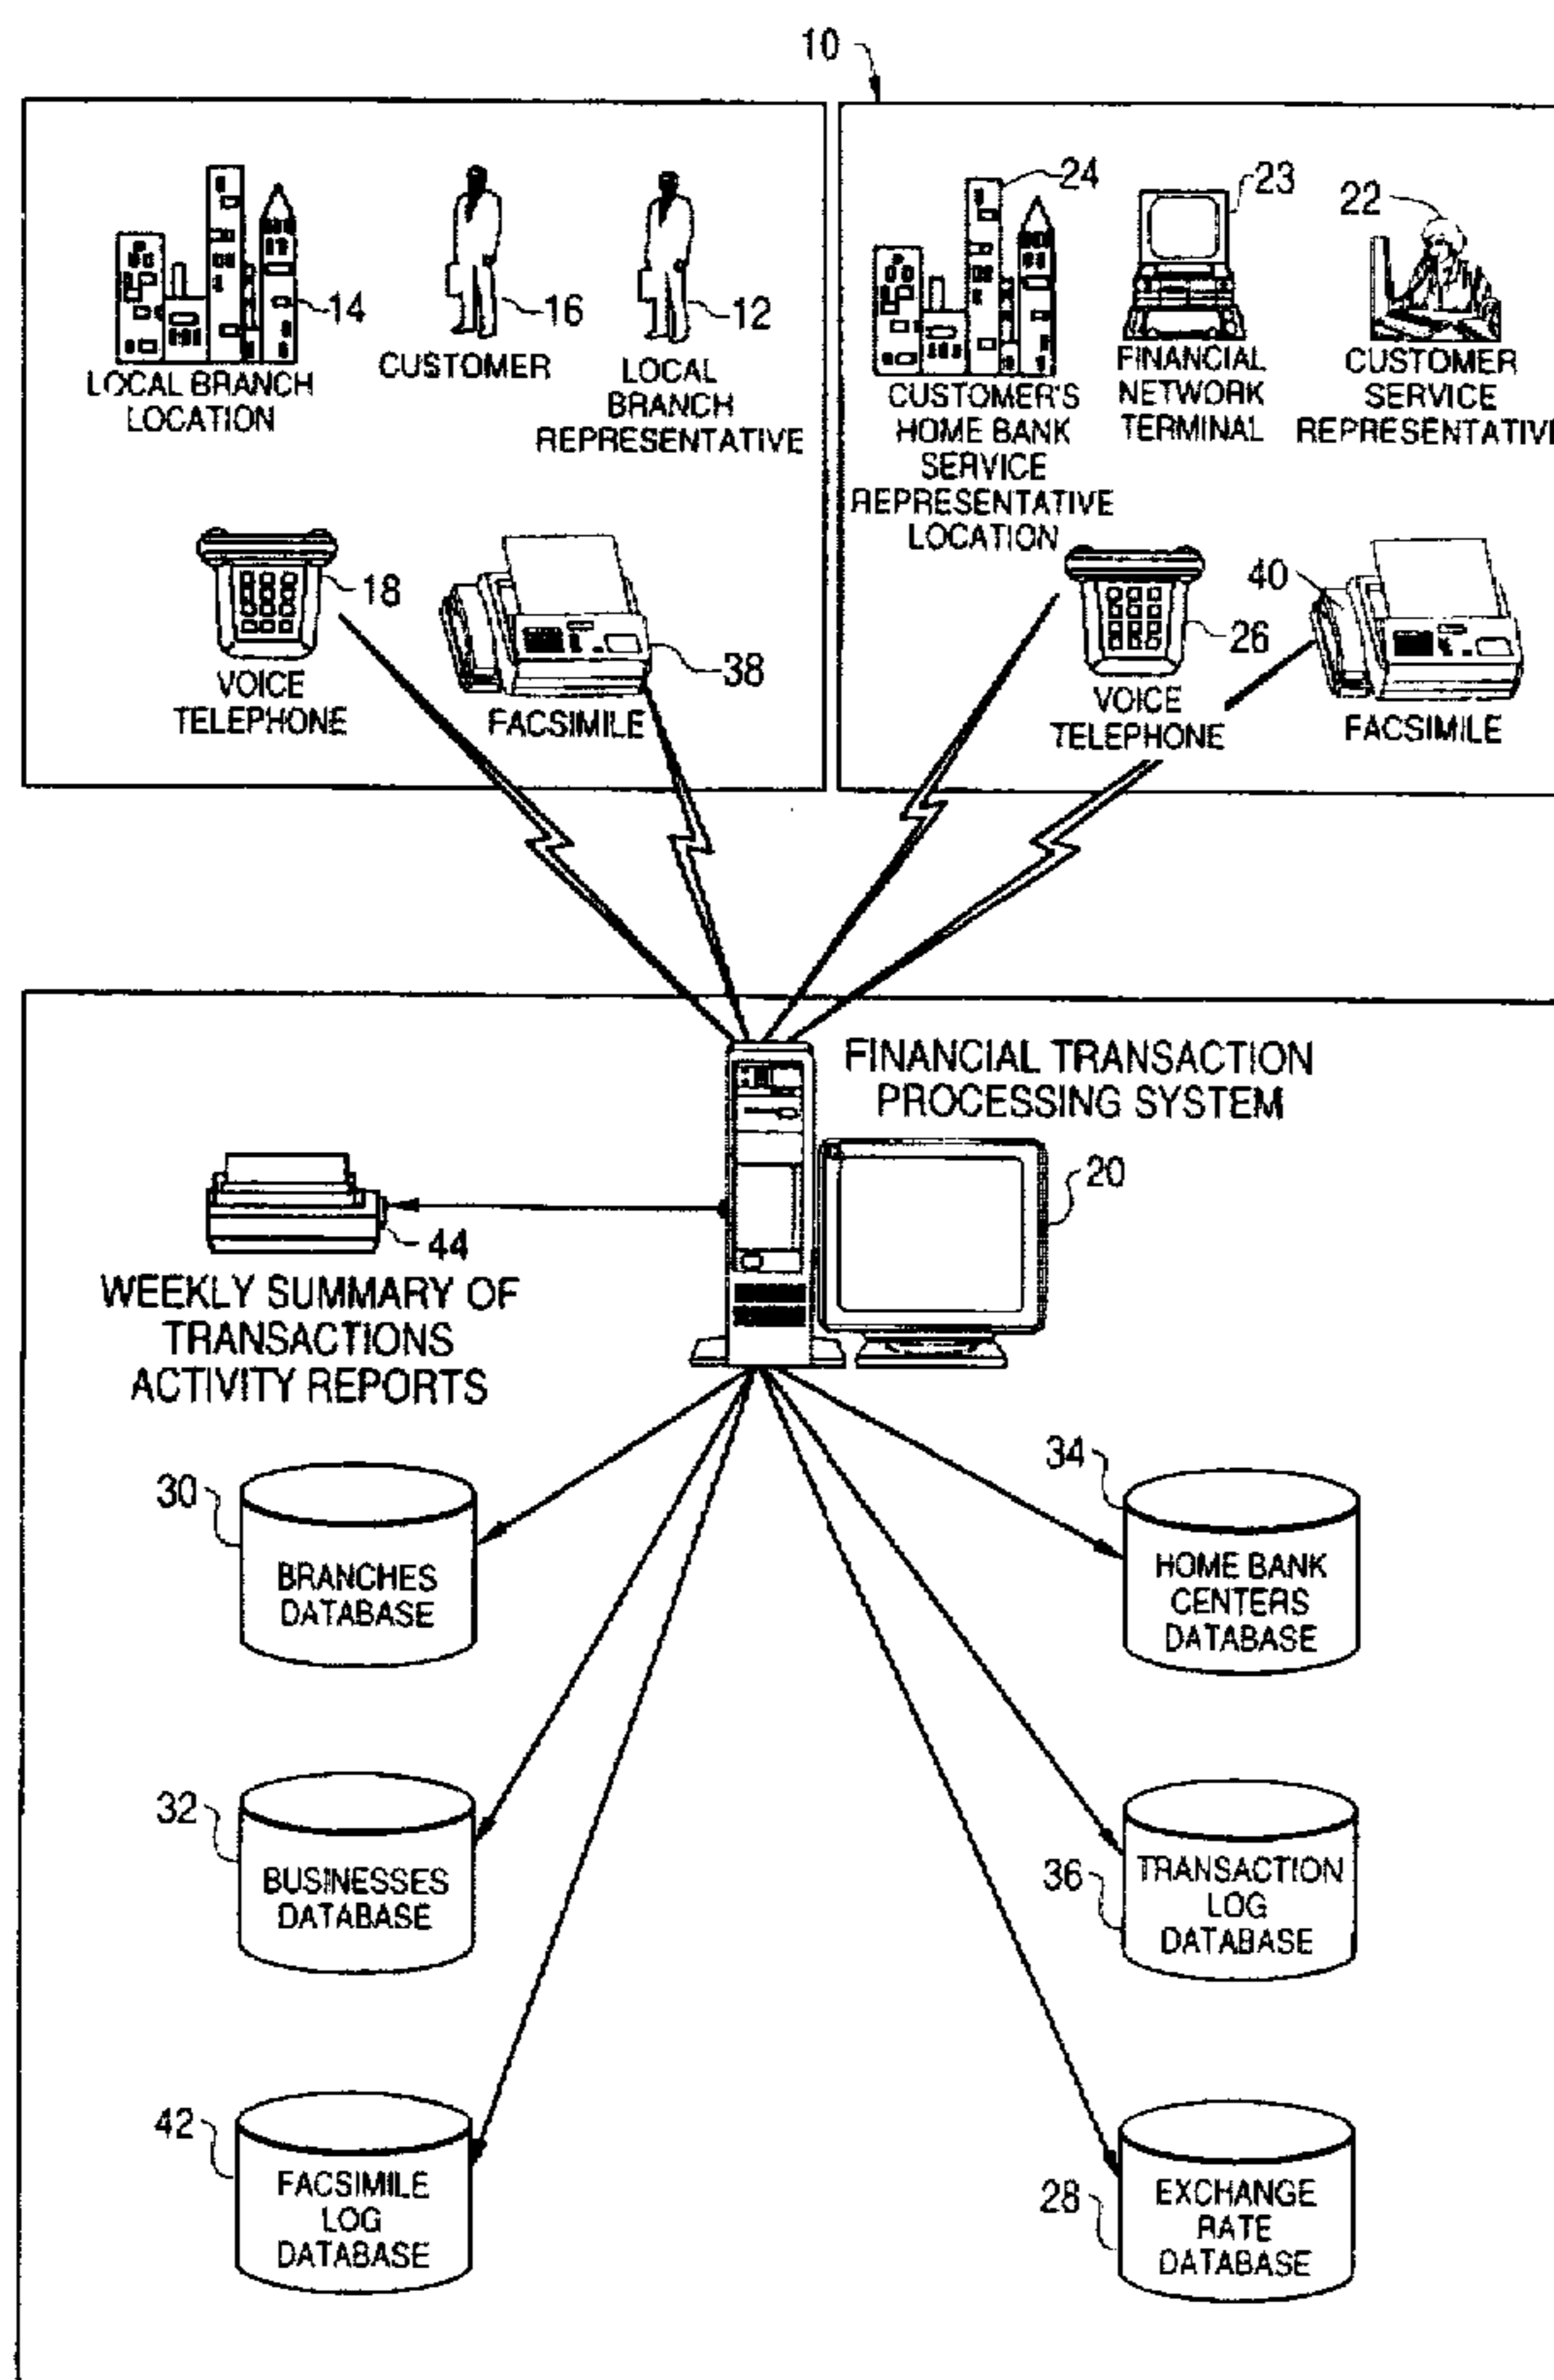 10
24
23
22
14
16
12
CUSTOMER
LOCAL BRANCH
LOCATION
LOCAL
BRANCH
REPRESENTATIVE
CUSTOMER'S
HOME BANK
SERVICE
REPRESENTATIVE
LOCATION
FINANCIAL
NETWORK
TERMINAL
CUSTOMER
SERVICE
REPRESENTATIVE
18
38
VOICE
TELEPHONE
FACSIMILE
26
40
VOICE
TELEPHONE
FACSIMILE
FINANCIAL TRANSACTION
PROCESSING SYSTEM
20
44
WEEKLY SUMMARY OF
TRANSACTIONS
ACTIVITY REPORTS
30
BRANCHES
DATABASE
34
HOME BANK
CENTERS
DATABASE
32
BUSINESSES
DATABASE
36
TRANSACTION
LOG
DATABASE
42
FACSIMILE
LOG
DATABASE
28
EXCHANGE
RATE
DATABASE